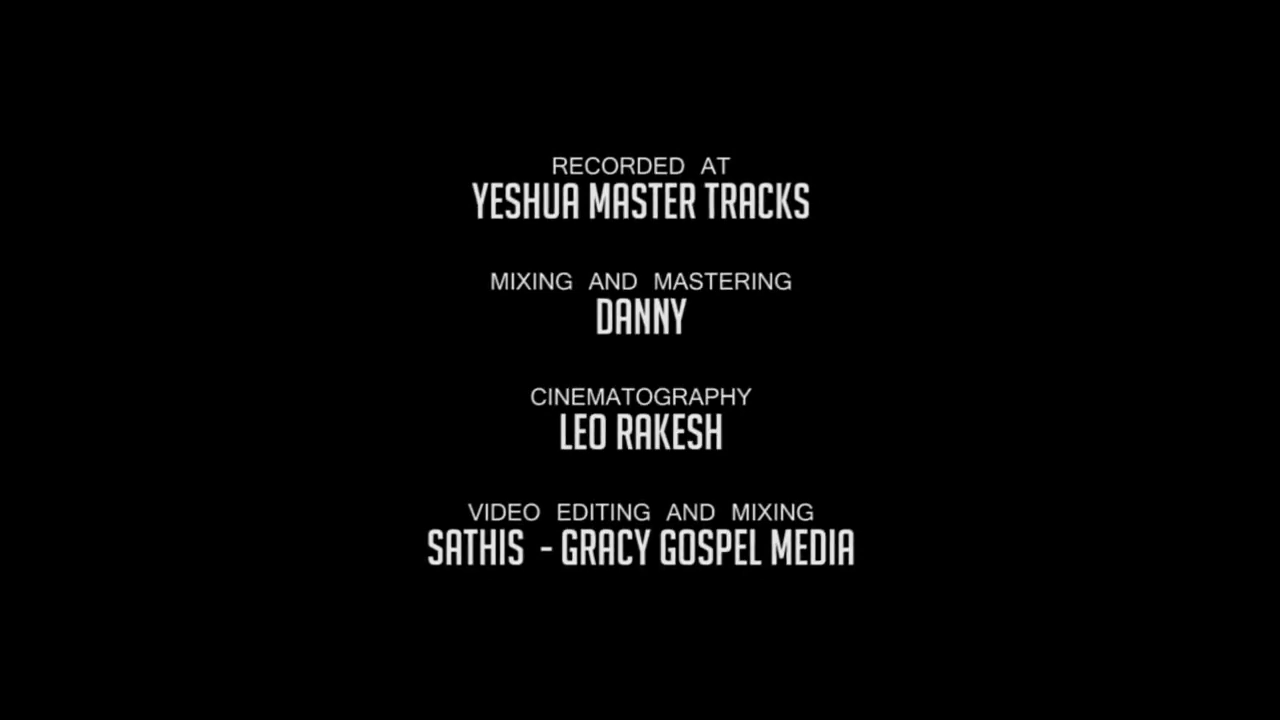 RECORDED AT
YESHUA MASTER TRACKS
MIXING AND MASTERING
DANNY
CINEMATOGRAPHY
LEO RAKESH
VIDEO EDITING AND MIXING
SATHIS - GRACY GOSPEL MEDIA